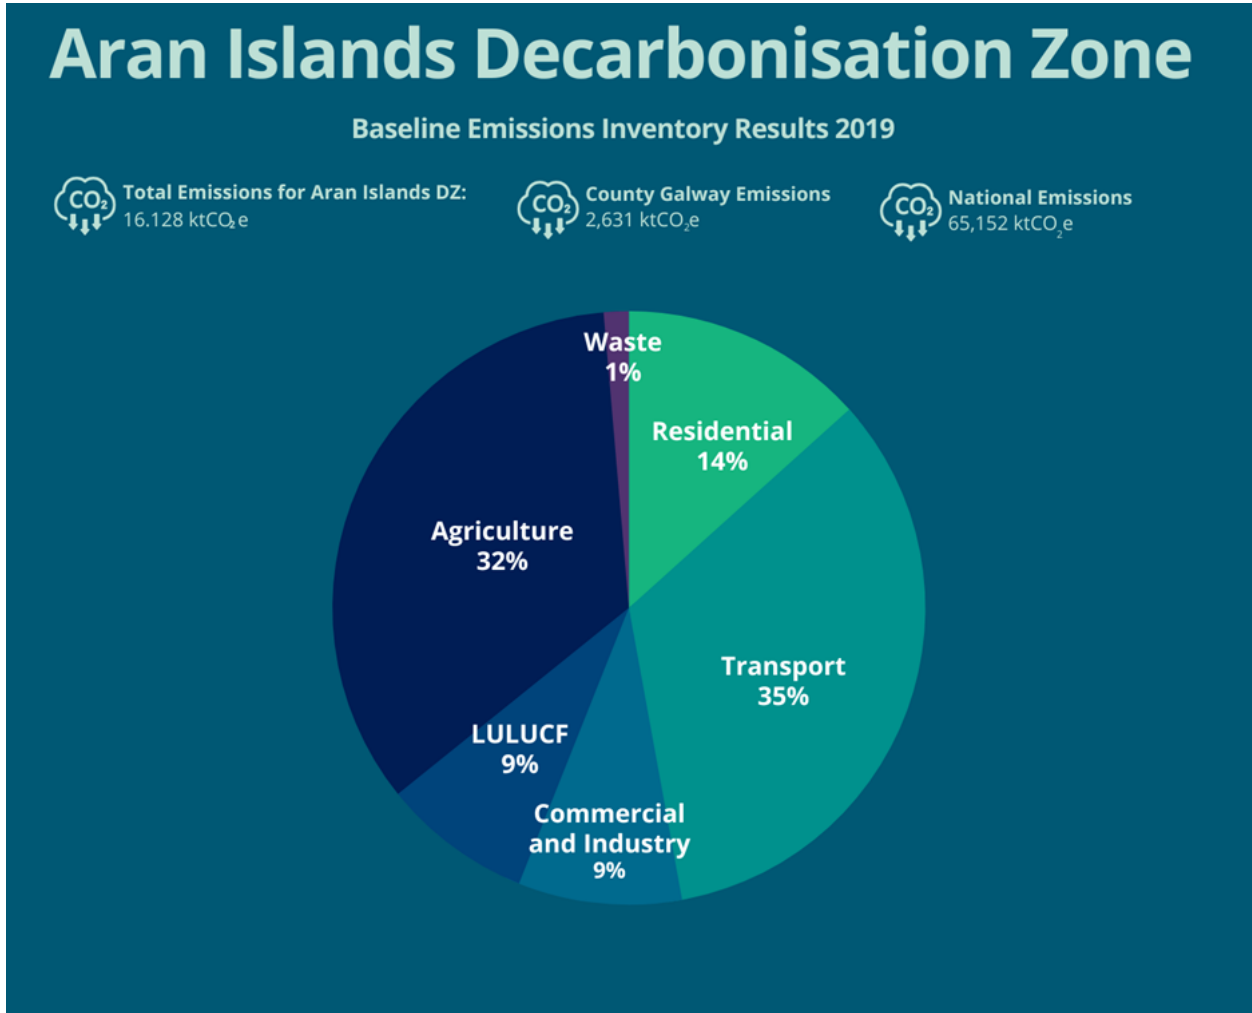 Aran Islands Decarbonisation Zone
Baseline Emissions Inventory Results 2019
CO₂
Total Emissions for Aran Islands DZ:
16.128 ktCO₂e
CO₂
County Galway Emissions
2,631 ktCO₂e
CO₂
National Emissions
65,152 ktCO₂e
Waste
1%
Residential
14%
Agriculture
32%
Transport
35%
LULUCF
9%
Commercial
and Industry
9%